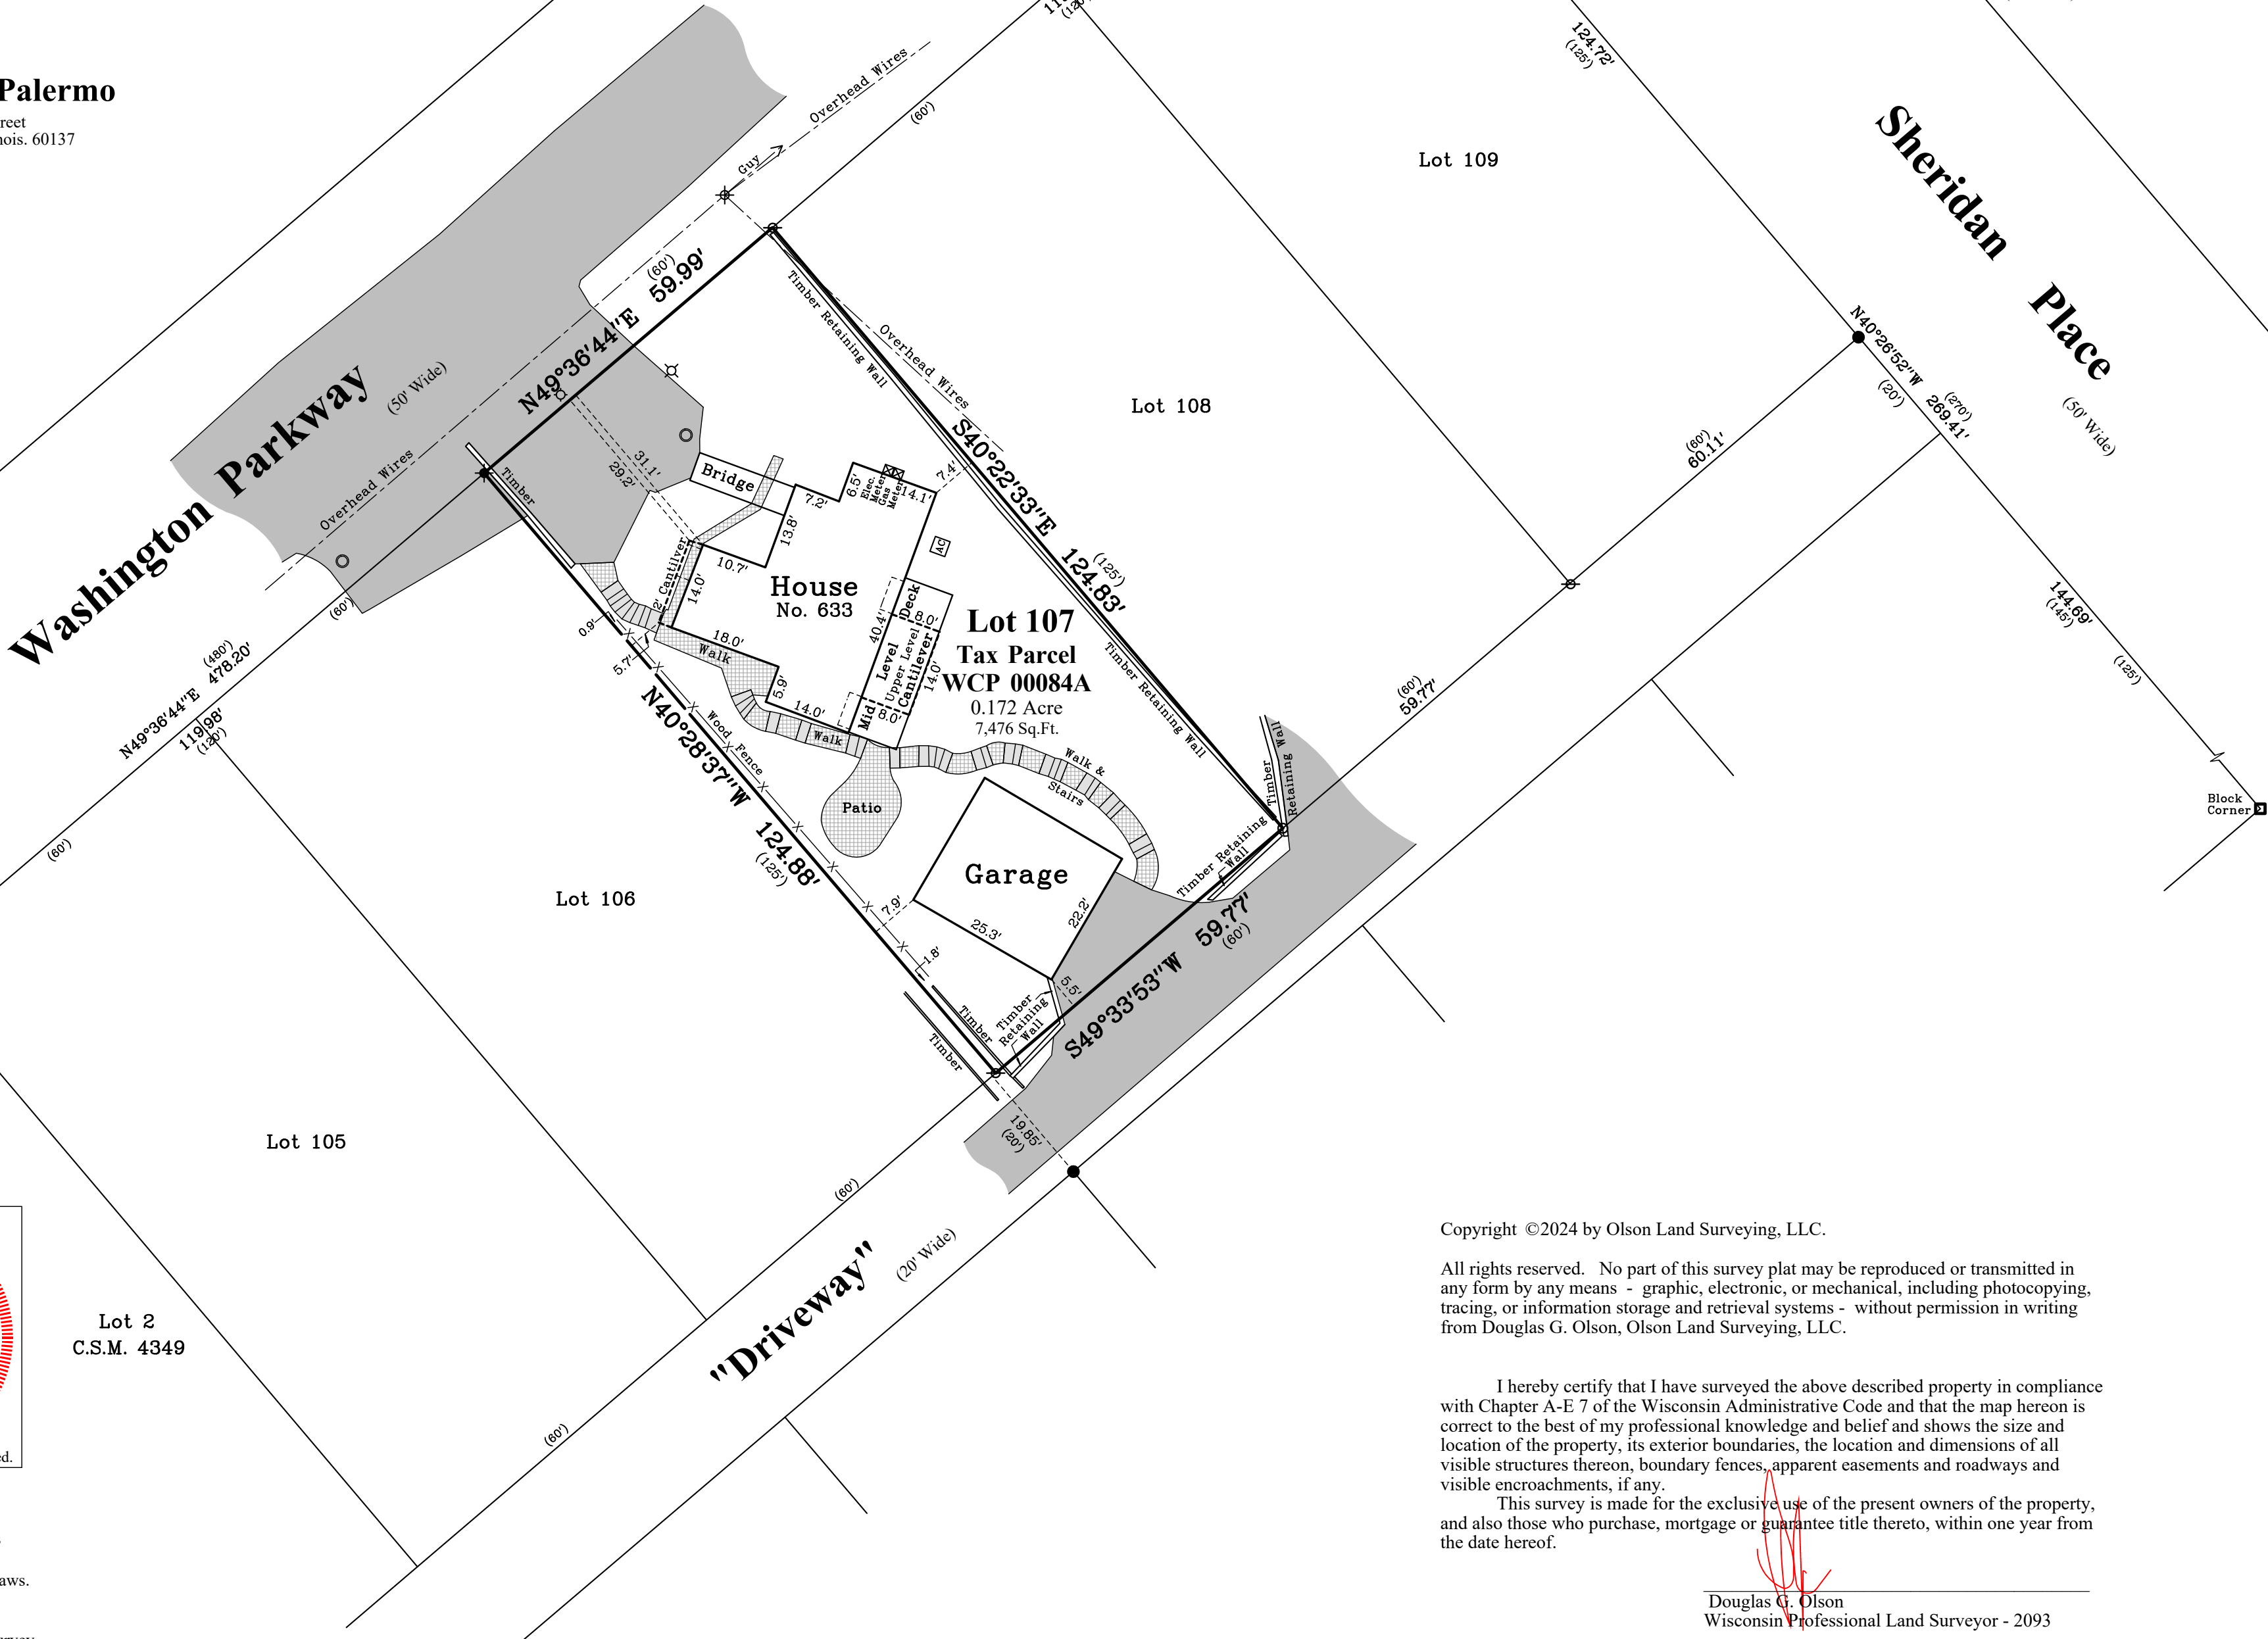 Palermo
reet
nois. 60137
Washington Parkway
(50' Wide)
Overhead Wires
Overhead Wires
Guy
Overhead Wires
(60')
(60')
59.99'
N49°36'44"E
Timber Retaining Wall
S40°22'33"E 124.83'
(125')
Timber Retaining Wall
124.72'
(125')
Lot 109
Lot 108
Sheridan Place
(50' Wide)
N40°26'52"W 269.41'
(20')
(270')
(60')
60.11'
144.69'
(145')
(125')
Block
Corner
(60')
59.77'
Timber
31.1'
29.2'
Bridge
7.2'
6.5'
Elec.
Meter
Gas
Meter
14.1'
7.4'
13.8'
10.7'
14.0'
2' Cantilver
AC
House
No. 633
18.0'
Walk
5.9'
14.0'
40.4'
Deck
8.0'
Mid Level
Upper Level
Cantilever
14.0'
8.0'
Lot 107
Tax Parcel
WCP 00084A
0.172 Acre
7,476 Sq.Ft.
0.9'
5.7'
Wood Fence
N40°28'37"W 124.88'
(125')
Walk
Patio
Walk &
Stairs
Garage
25.3'
22.2'
7.9'
1.8'
5.5'
Timber
Retaining Wall
Timber Retaining
Wall
Timber
Retaining
Wall
Timber
Timber
S49°33'53"W 59.77'
(60')
19.85'
(20')
(60')
(480')
N49°36'44"E 478.20'
119.98'
(120')
(60')
Lot 106
Lot 105
Lot 2
C.S.M. 4349
(60')
(60')
"Driveway"
(20' Wide)
ed.
aws.
Copyright ©2024 by Olson Land Surveying, LLC.
All rights reserved. No part of this survey plat may be reproduced or transmitted in
any form by any means - graphic, electronic, or mechanical, including photocopying,
tracing, or information storage and retrieval systems - without permission in writing
from Douglas G. Olson, Olson Land Surveying, LLC.
I hereby certify that I have surveyed the above described property in compliance
with Chapter A-E 7 of the Wisconsin Administrative Code and that the map hereon is
correct to the best of my professional knowledge and belief and shows the size and
location of the property, its exterior boundaries, the location and dimensions of all
visible structures thereon, boundary fences, apparent easements and roadways and
visible encroachments, if any.
This survey is made for the exclusive use of the present owners of the property,
and also those who purchase, mortgage or guarantee title thereto, within one year from
the date hereof.
Douglas G. Olson
Wisconsin Professional Land Surveyor - 2093